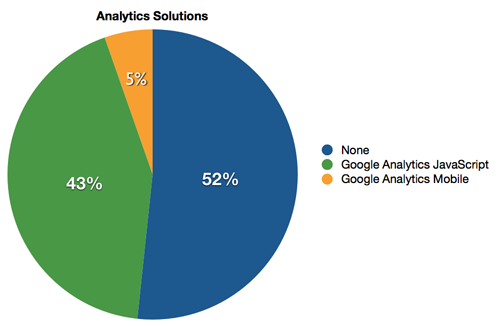 Analytics Solutions
5%
43%
52%
None
Google Analytics JavaScript
Google Analytics Mobile